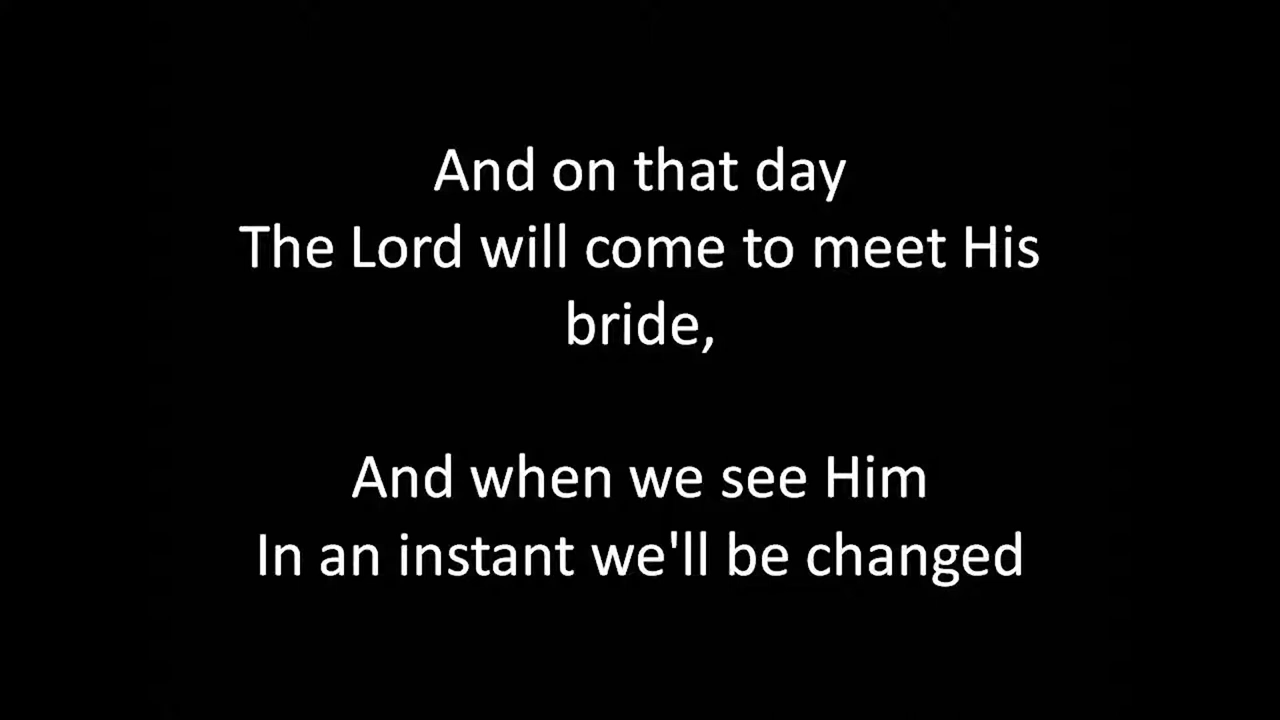 And on that day
The Lord will come to meet His
bride,
And when we see Him
In an instant we'll be changed